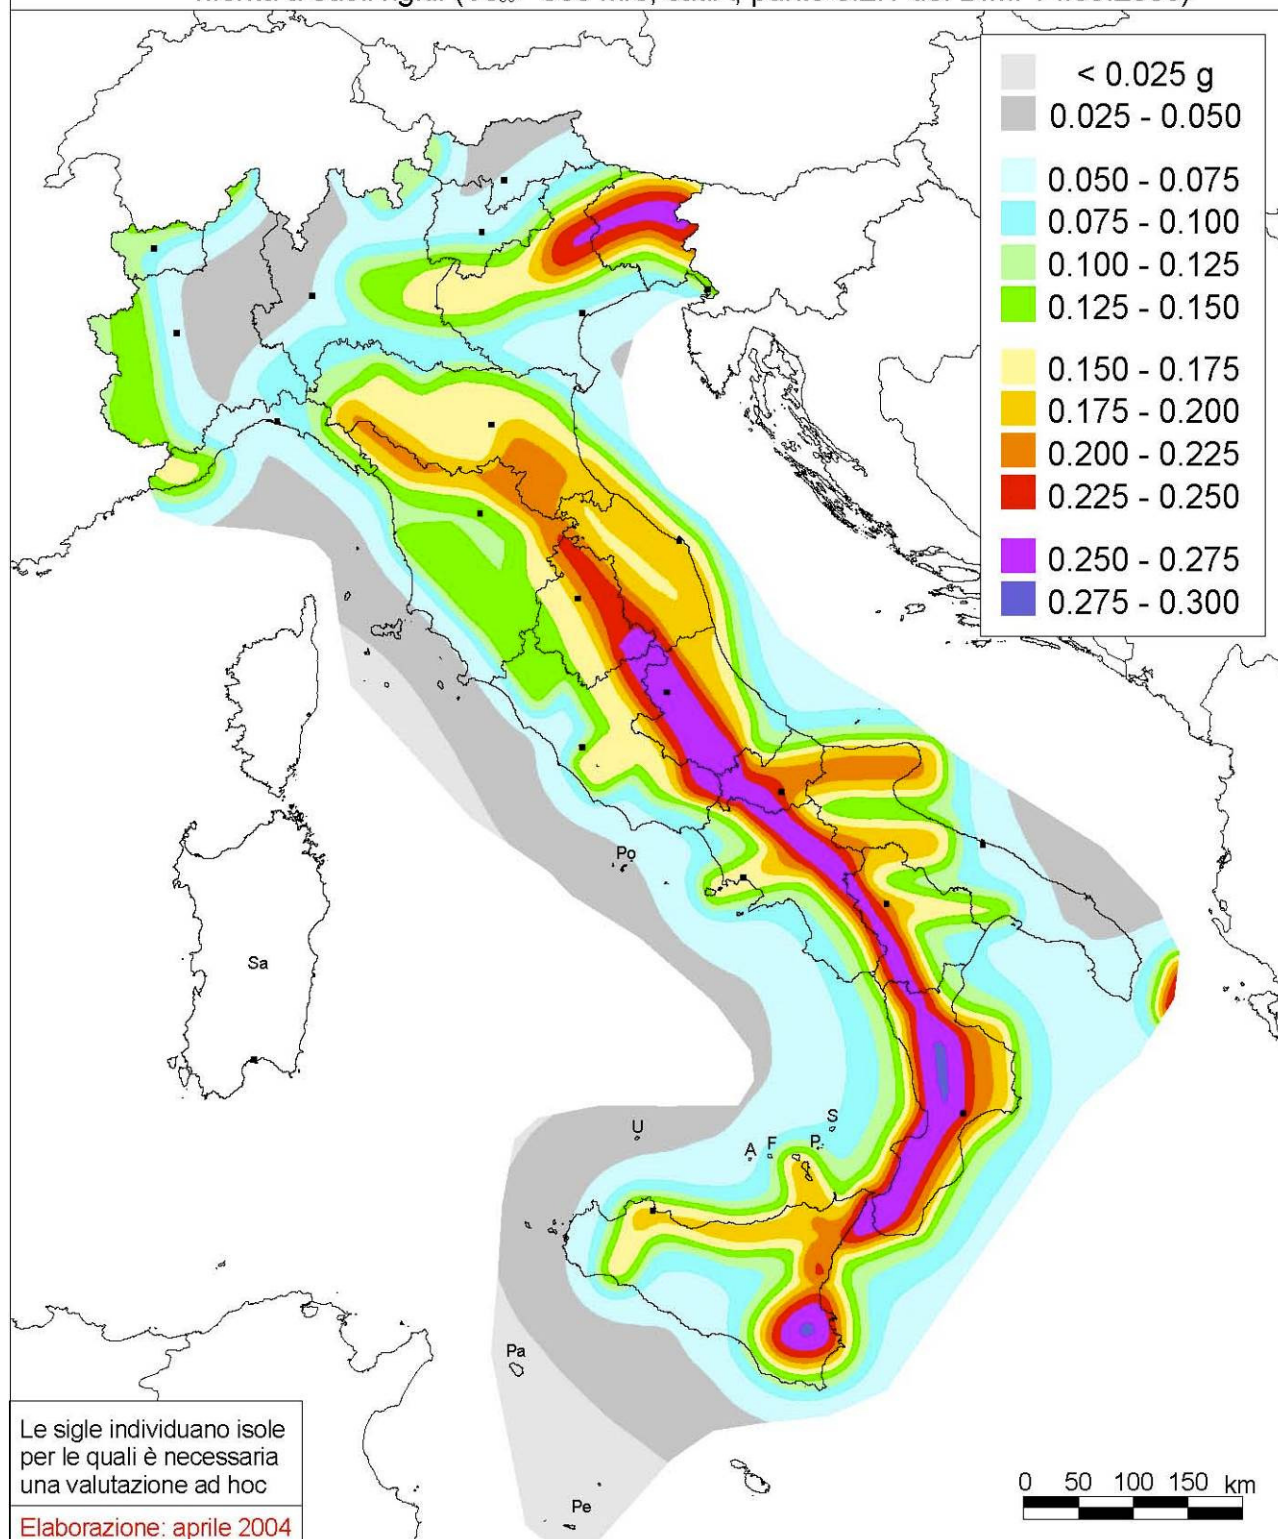 < 0.025 g
0.025 - 0.050
0.050 - 0.075
0.075 - 0.100
0.100 - 0.125
0.125 - 0.150
0.150 - 0.175
0.175 - 0.200
0.200 - 0.225
0.225 - 0.250
0.250 - 0.275
0.275 - 0.300
Po
Sa
U
S
A F P
Pa
Pe
Le sigle individuano isole
per le quali è necessaria
una valutazione ad hoc
Elaborazione: aprile 2004
0 50 100 150 km